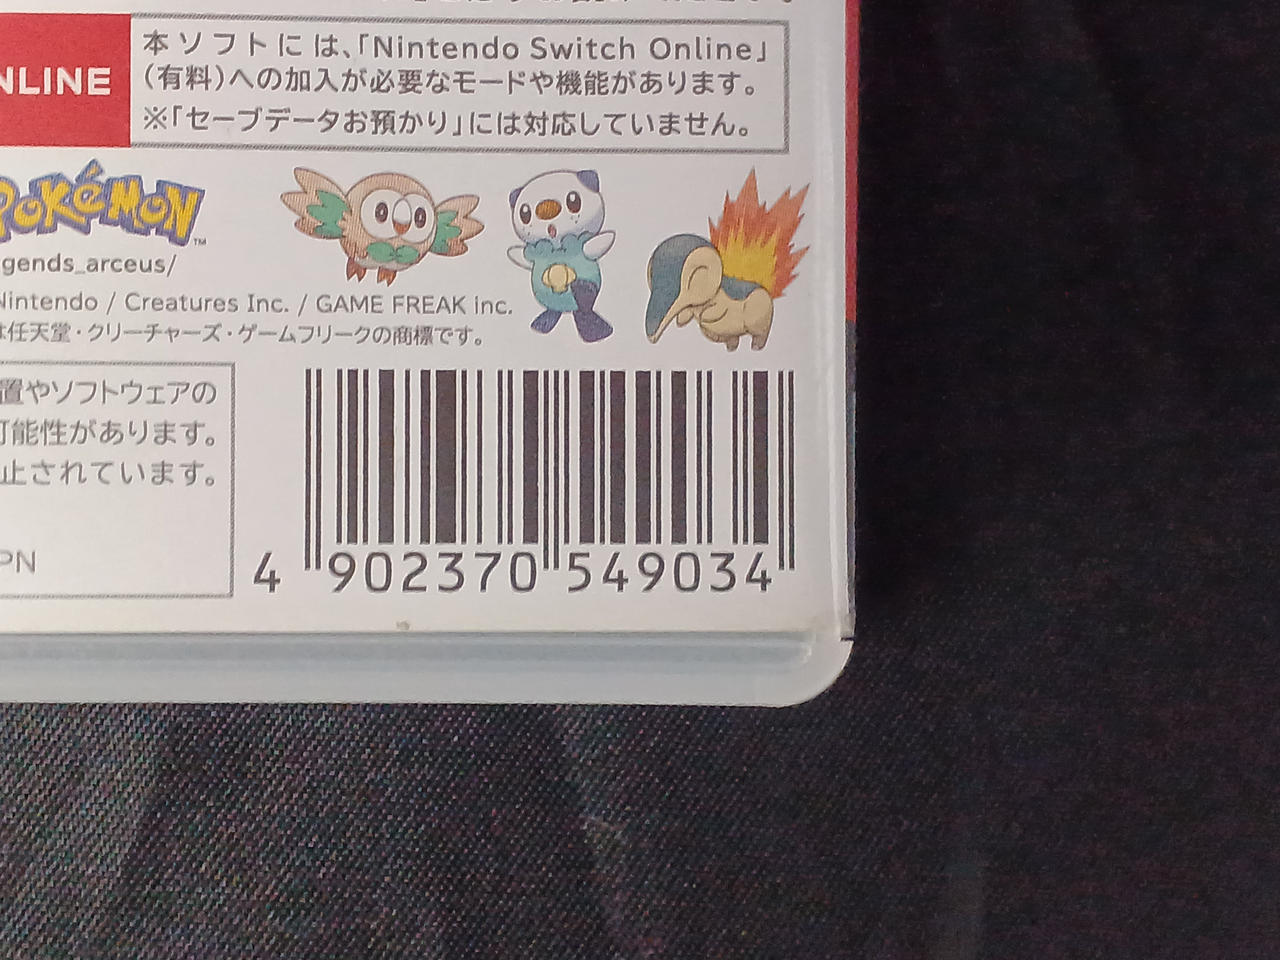 本ソフトには、「Nintendo Switch Online」
NLINE
（有料）への加入が必要なモードや機能があります。
※「セーブデータお預かり」には対応していません。
Pokémon™
gends_arceus/
Nintendo / Creatures Inc. / GAME FREAK inc.
は任天堂・クリーチャーズ・ゲームフリークの商標です。
置やソフトウェアの
可能性があります。
止されています。
PN
4 902370 549034